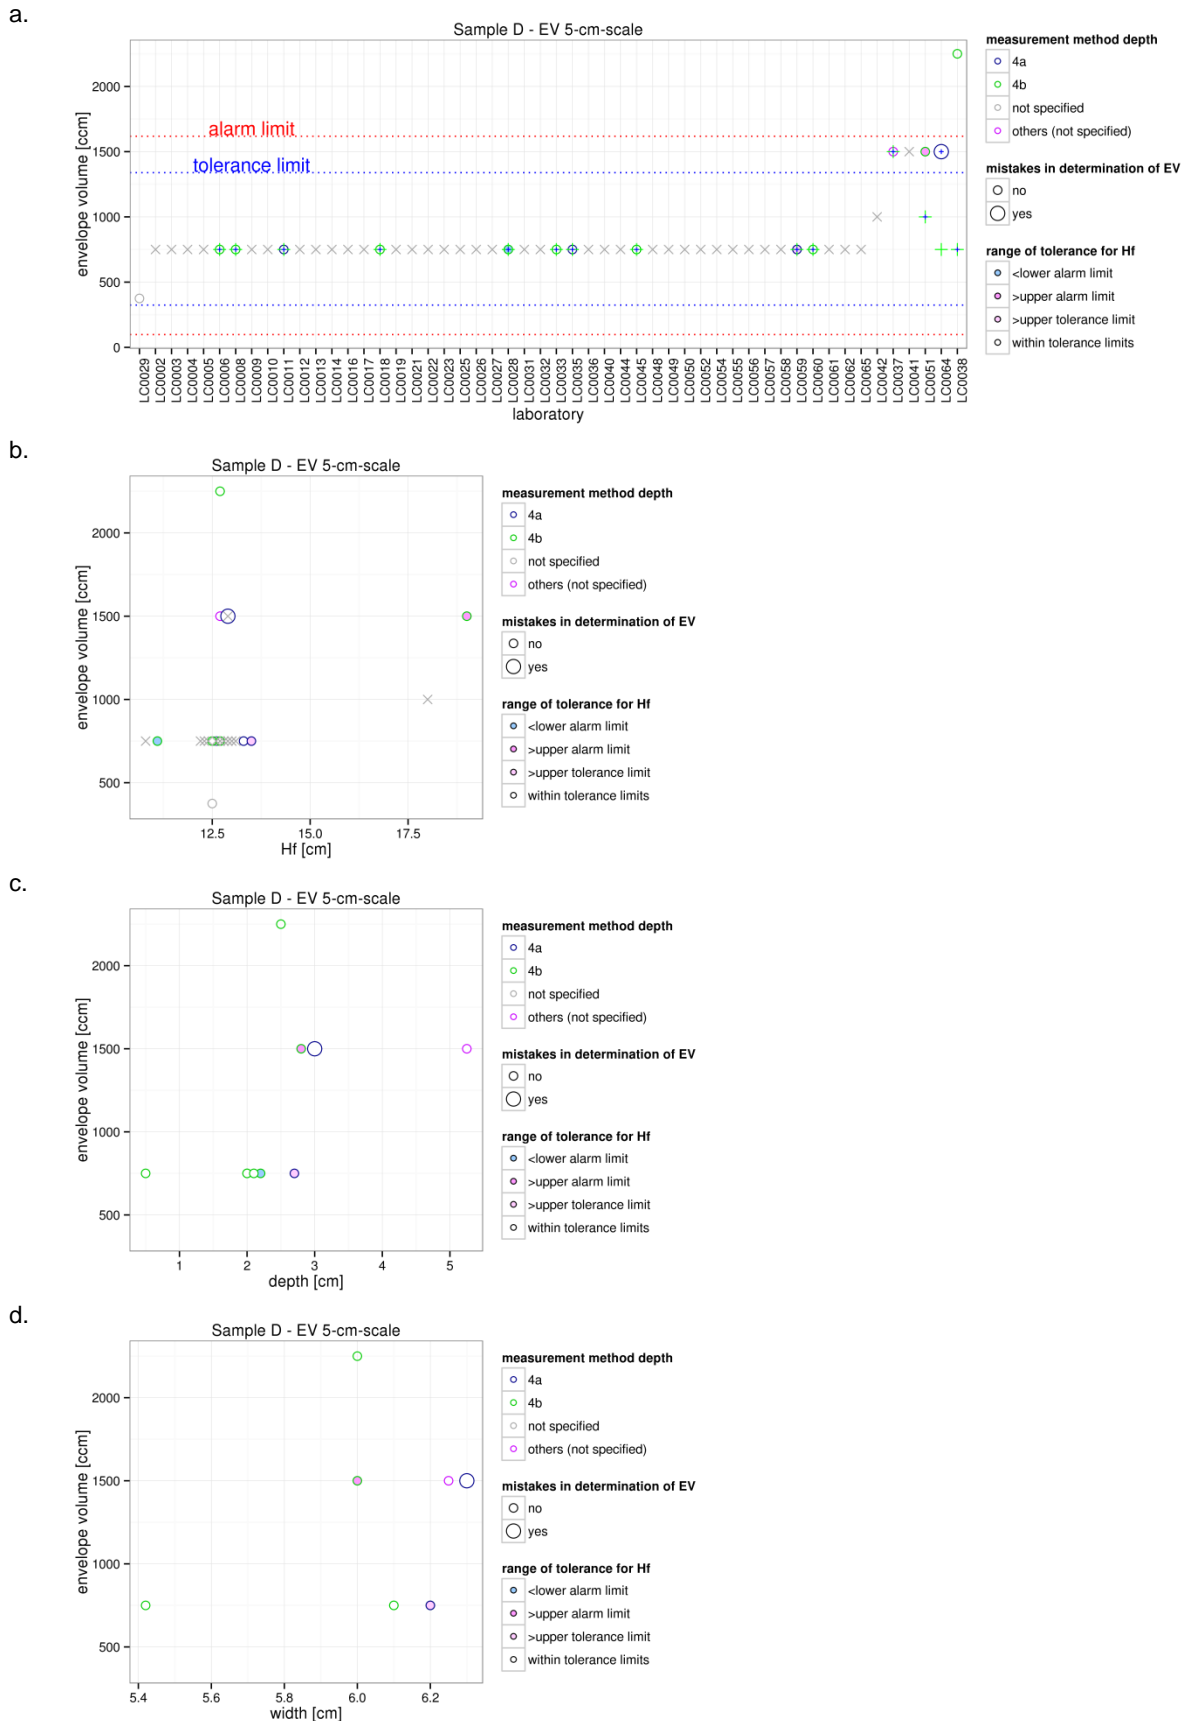 a.
Sample D - EV 5-cm-scale
envelope volume [ccm]
2000
1500
1000
500
0
alarm limit
tolerance limit
LC0029
LC0002
LC0003
LC0004
LC0005
LC0006
LC0008
LC0009
LC0010
LC0011
LC0012
LC0013
LC0014
LC0016
LC0017
LC0018
LC0019
LC0021
LC0022
LC0023
LC0025
LC0026
LC0027
LC0028
LC0031
LC0032
LC0033
LC0035
LC0036
LC0040
LC0044
LC0045
LC0048
LC0049
LC0050
LC0052
LC0054
LC0055
LC0056
LC0057
LC0058
LC0059
LC0060
LC0061
LC0062
LC0065
LC0042
LC0037
LC0041
LC0051
LC0064
LC0038
laboratory
measurement method depth
4a
4b
not specified
others (not specified)
mistakes in determination of EV
no
yes
range of tolerance for Hf
<lower alarm limit
>upper alarm limit
>upper tolerance limit
within tolerance limits
b.
Sample D - EV 5-cm-scale
envelope volume [ccm]
2000
1500
1000
500
12.5 15.0 17.5
Hf [cm]
measurement method depth
4a
4b
not specified
others (not specified)
mistakes in determination of EV
no
yes
range of tolerance for Hf
<lower alarm limit
>upper alarm limit
>upper tolerance limit
within tolerance limits
c.
Sample D - EV 5-cm-scale
envelope volume [ccm]
2000
1500
1000
500
1 2 3 4 5
depth [cm]
measurement method depth
4a
4b
not specified
others (not specified)
mistakes in determination of EV
no
yes
range of tolerance for Hf
<lower alarm limit
>upper alarm limit
>upper tolerance limit
within tolerance limits
d.
Sample D - EV 5-cm-scale
envelope volume [ccm]
2000
1500
1000
500
5.4 5.6 5.8 6.0 6.2
width [cm]
measurement method depth
4a
4b
not specified
others (not specified)
mistakes in determination of EV
no
yes
range of tolerance for Hf
<lower alarm limit
>upper alarm limit
>upper tolerance limit
within tolerance limits